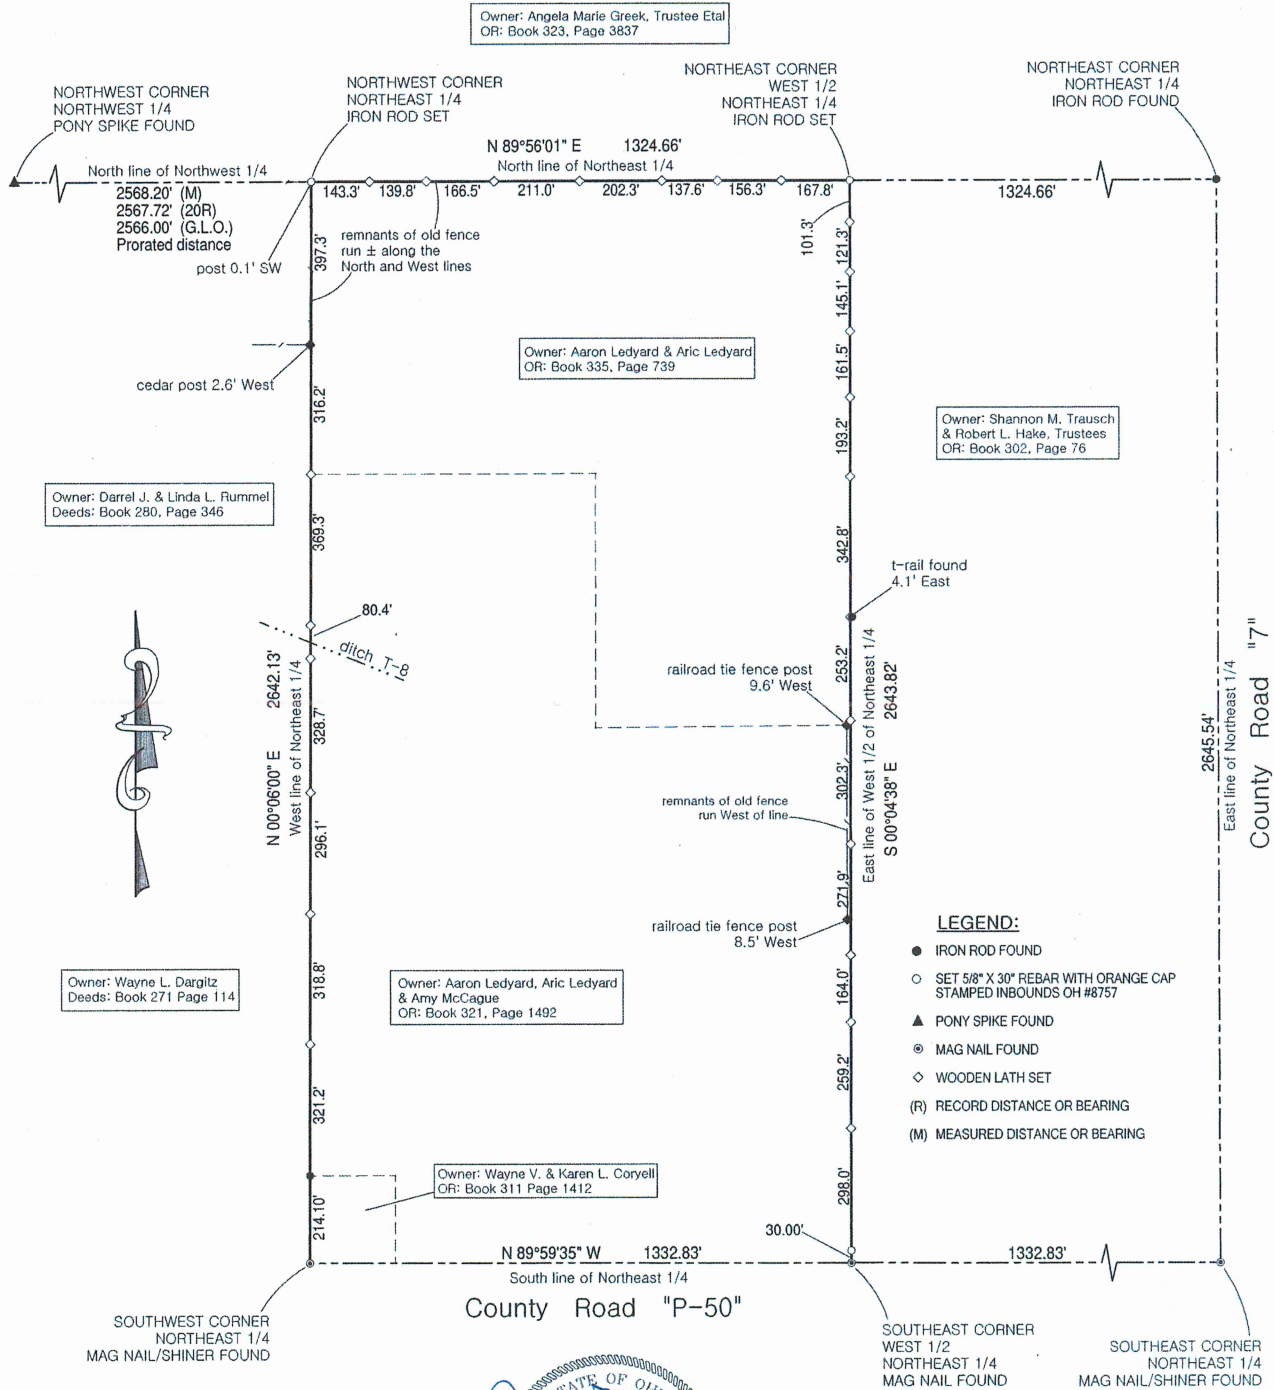 Owner: Angela Marie Greek, Trustee Etal
OR: Book 323, Page 3837
NORTHWEST CORNER
NORTHWEST 1/4
PONY SPIKE FOUND
NORTHWEST CORNER
NORTHEAST 1/4
IRON ROD SET
NORTHEAST CORNER
WEST 1/2
NORTHEAST 1/4
IRON ROD SET
NORTHEAST CORNER
NORTHEAST 1/4
IRON ROD FOUND
N 89°56'01" E 1324.66'
North line of Northeast 1/4
North line of Northwest 1/4
2568.20' (M)
2567.72' (20R)
2566.00' (G.L.O.)
Prorated distance
143.3' 139.8' 166.5' 211.0' 202.3' 137.6' 156.3' 167.8'
1324.66'
post 0.1' SW
remnants of old fence
run ± along the
North and West lines
397.3'
101.3'
121.3'
145.1'
161.5'
193.2'
342.8'
cedar post 2.6' West
316.2'
Owner: Aaron Ledyard & Aric Ledyard
OR: Book 335, Page 739
Owner: Shannon M. Trausch
& Robert L. Hake, Trustees
OR: Book 302, Page 76
Owner: Darrel J. & Linda L. Rummel
Deeds: Book 280, Page 346
369.3'
t-rail found
4.1' East
80.4'
ditch T-8
N 00°06'00" E 2642.13'
West line of Northeast 1/4
328.7'
296.1'
railroad tie fence post
9.6' West
253.2'
East line of West 1/2 of Northeast 1/4
S 00°04'38" E 2643.82'
302.3'
remnants of old fence
run West of line
271.9'
railroad tie fence post
8.5' West
2645.54'
East line of Northeast 1/4
County Road "7"
LEGEND:
IRON ROD FOUND
SET 5/8" X 30" REBAR WITH ORANGE CAP
STAMPED INBOUNDS OH #8757
PONY SPIKE FOUND
MAG NAIL FOUND
WOODEN LATH SET
(R) RECORD DISTANCE OR BEARING
(M) MEASURED DISTANCE OR BEARING
Owner: Wayne L. Dargitz
Deeds: Book 271 Page 114
318.8'
Owner: Aaron Ledyard, Aric Ledyard
& Amy McCague
OR: Book 321, Page 1492
164.0'
259.2'
321.2'
Owner: Wayne V. & Karen L. Coryell
OR: Book 311 Page 1412
298.0'
214.10'
30.00'
N 89°59'35" W 1332.83'
1332.83'
South line of Northeast 1/4
County Road "P-50"
SOUTHWEST CORNER
NORTHEAST 1/4
MAG NAIL/SHINER FOUND
SOUTHEAST CORNER
WEST 1/2
NORTHEAST 1/4
MAG NAIL FOUND
SOUTHEAST CORNER
NORTHEAST 1/4
MAG NAIL/SHINER FOUND
OF